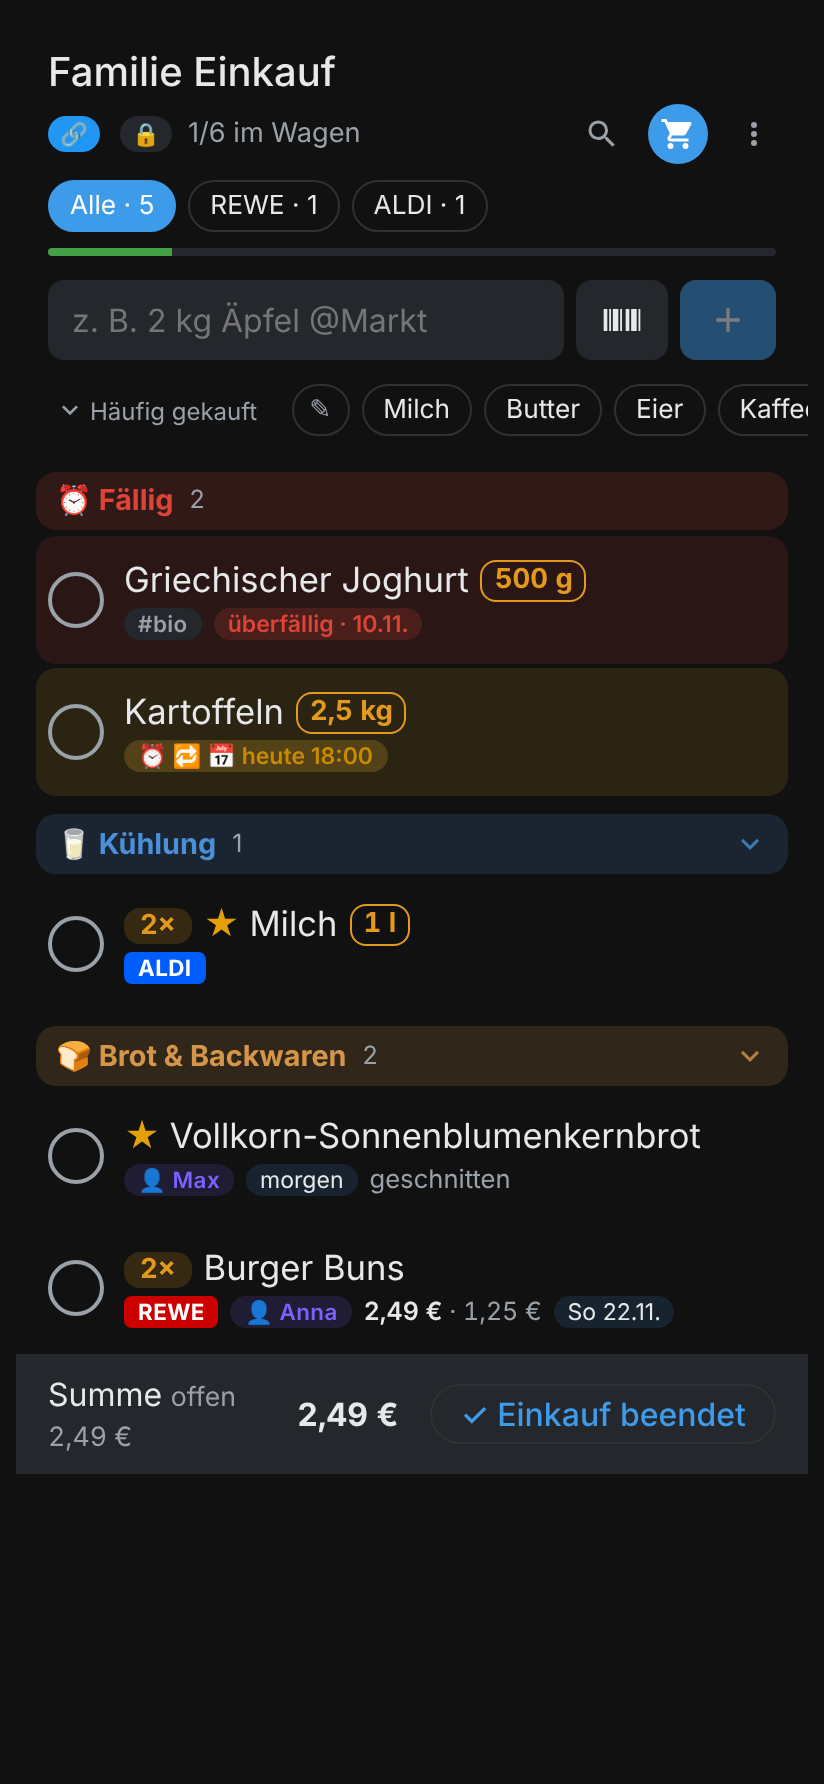 Familie Einkauf
🔗 🔒 1/6 im Wagen
Alle · 5 REWE · 1 ALDI · 1
z. B. 2 kg Äpfel @Markt +
Häufig gekauft ✎ Milch Butter Eier Kaffee
⏰ Fällig 2
Griechischer Joghurt 500 g
#bio überfällig · 10.11.
Kartoffeln 2,5 kg
⏰ 🔁 📅 heute 18:00
🥛 Kühlung 1
2× ★ Milch 1 l
ALDI
🍞 Brot & Backwaren 2
★ Vollkorn-Sonnenblumenkernbrot
👤 Max morgen geschnitten
2× Burger Buns
REWE 👤 Anna 2,49 € · 1,25 € So 22.11.
Summe offen 2,49 € ✓ Einkauf beendet
2,49 €